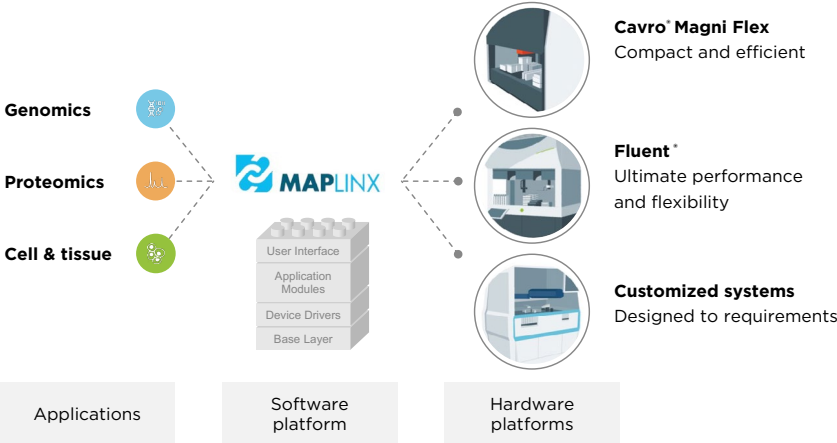 Genomics
Proteomics
Cell & tissue
MAPLINX
User Interface
Application
Modules
Device Drivers
Base Layer
Cavro® Magni Flex
Compact and efficient
Fluent®
Ultimate performance
and flexibility
Customized systems
Designed to requirements
Applications
Software
platform
Hardware
platforms